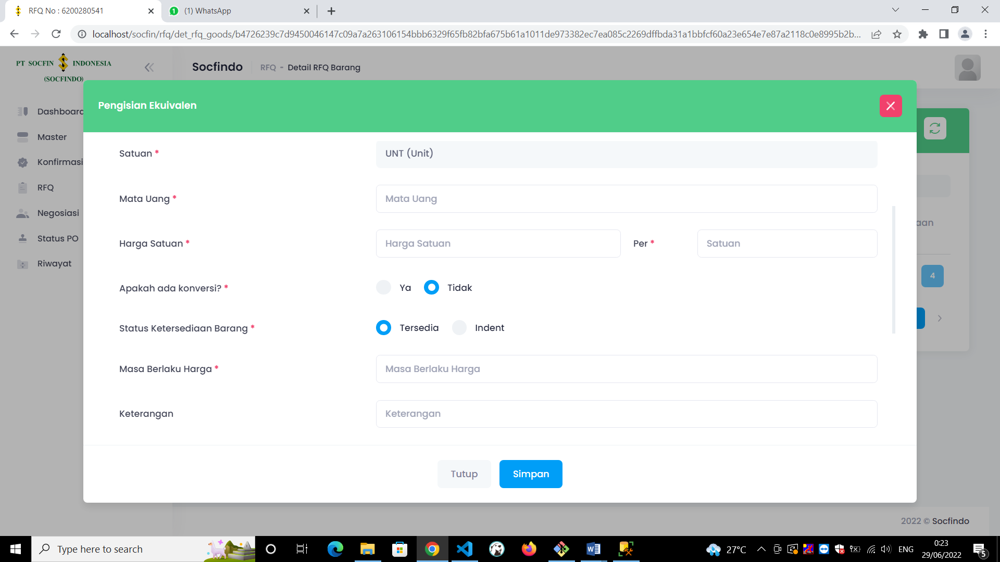 RFQ No : 6200280541
(1) WhatsApp
localhost/socfin/rfq/det_rfq_goods/b4726239c7d9450046147c09a7a263106154bbb6329f65fb82bfa675b61a1011de973382ec7ea085c2269dffbda31a1bbfcf60a23e654e7e87a2118c0e8995b2b...
PT SOCFIN INDONESIA
(SOCFINDO)
Socfindo RFQ - Detail RFQ Barang
Pengisian Ekuivalen
Dashboard
Master
Konfirmasi
RFQ
Negosiasi
Status PO
Riwayat
Satuan * UNT (Unit)
Mata Uang * Mata Uang
Harga Satuan * Harga Satuan Per * Satuan
Apakah ada konversi? * Ya Tidak
Status Ketersediaan Barang * Tersedia Indent
Masa Berlaku Harga * Masa Berlaku Harga
Keterangan Keterangan
aan
4
Tutup Simpan
2022 © Socfindo
Type here to search
27°C
ENG
0:23
29/06/2022
5